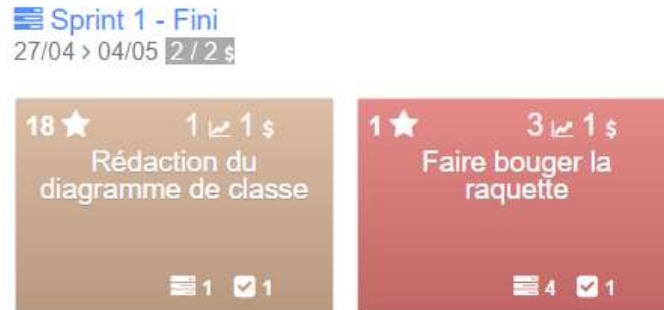 Sprint 1 - Fini
27/04 > 04/05 2 / 2 $
18 1 1 $
Rédaction du
diagramme de classe
1 1
1 3 1 $
Faire bouger la
raquette
4 1